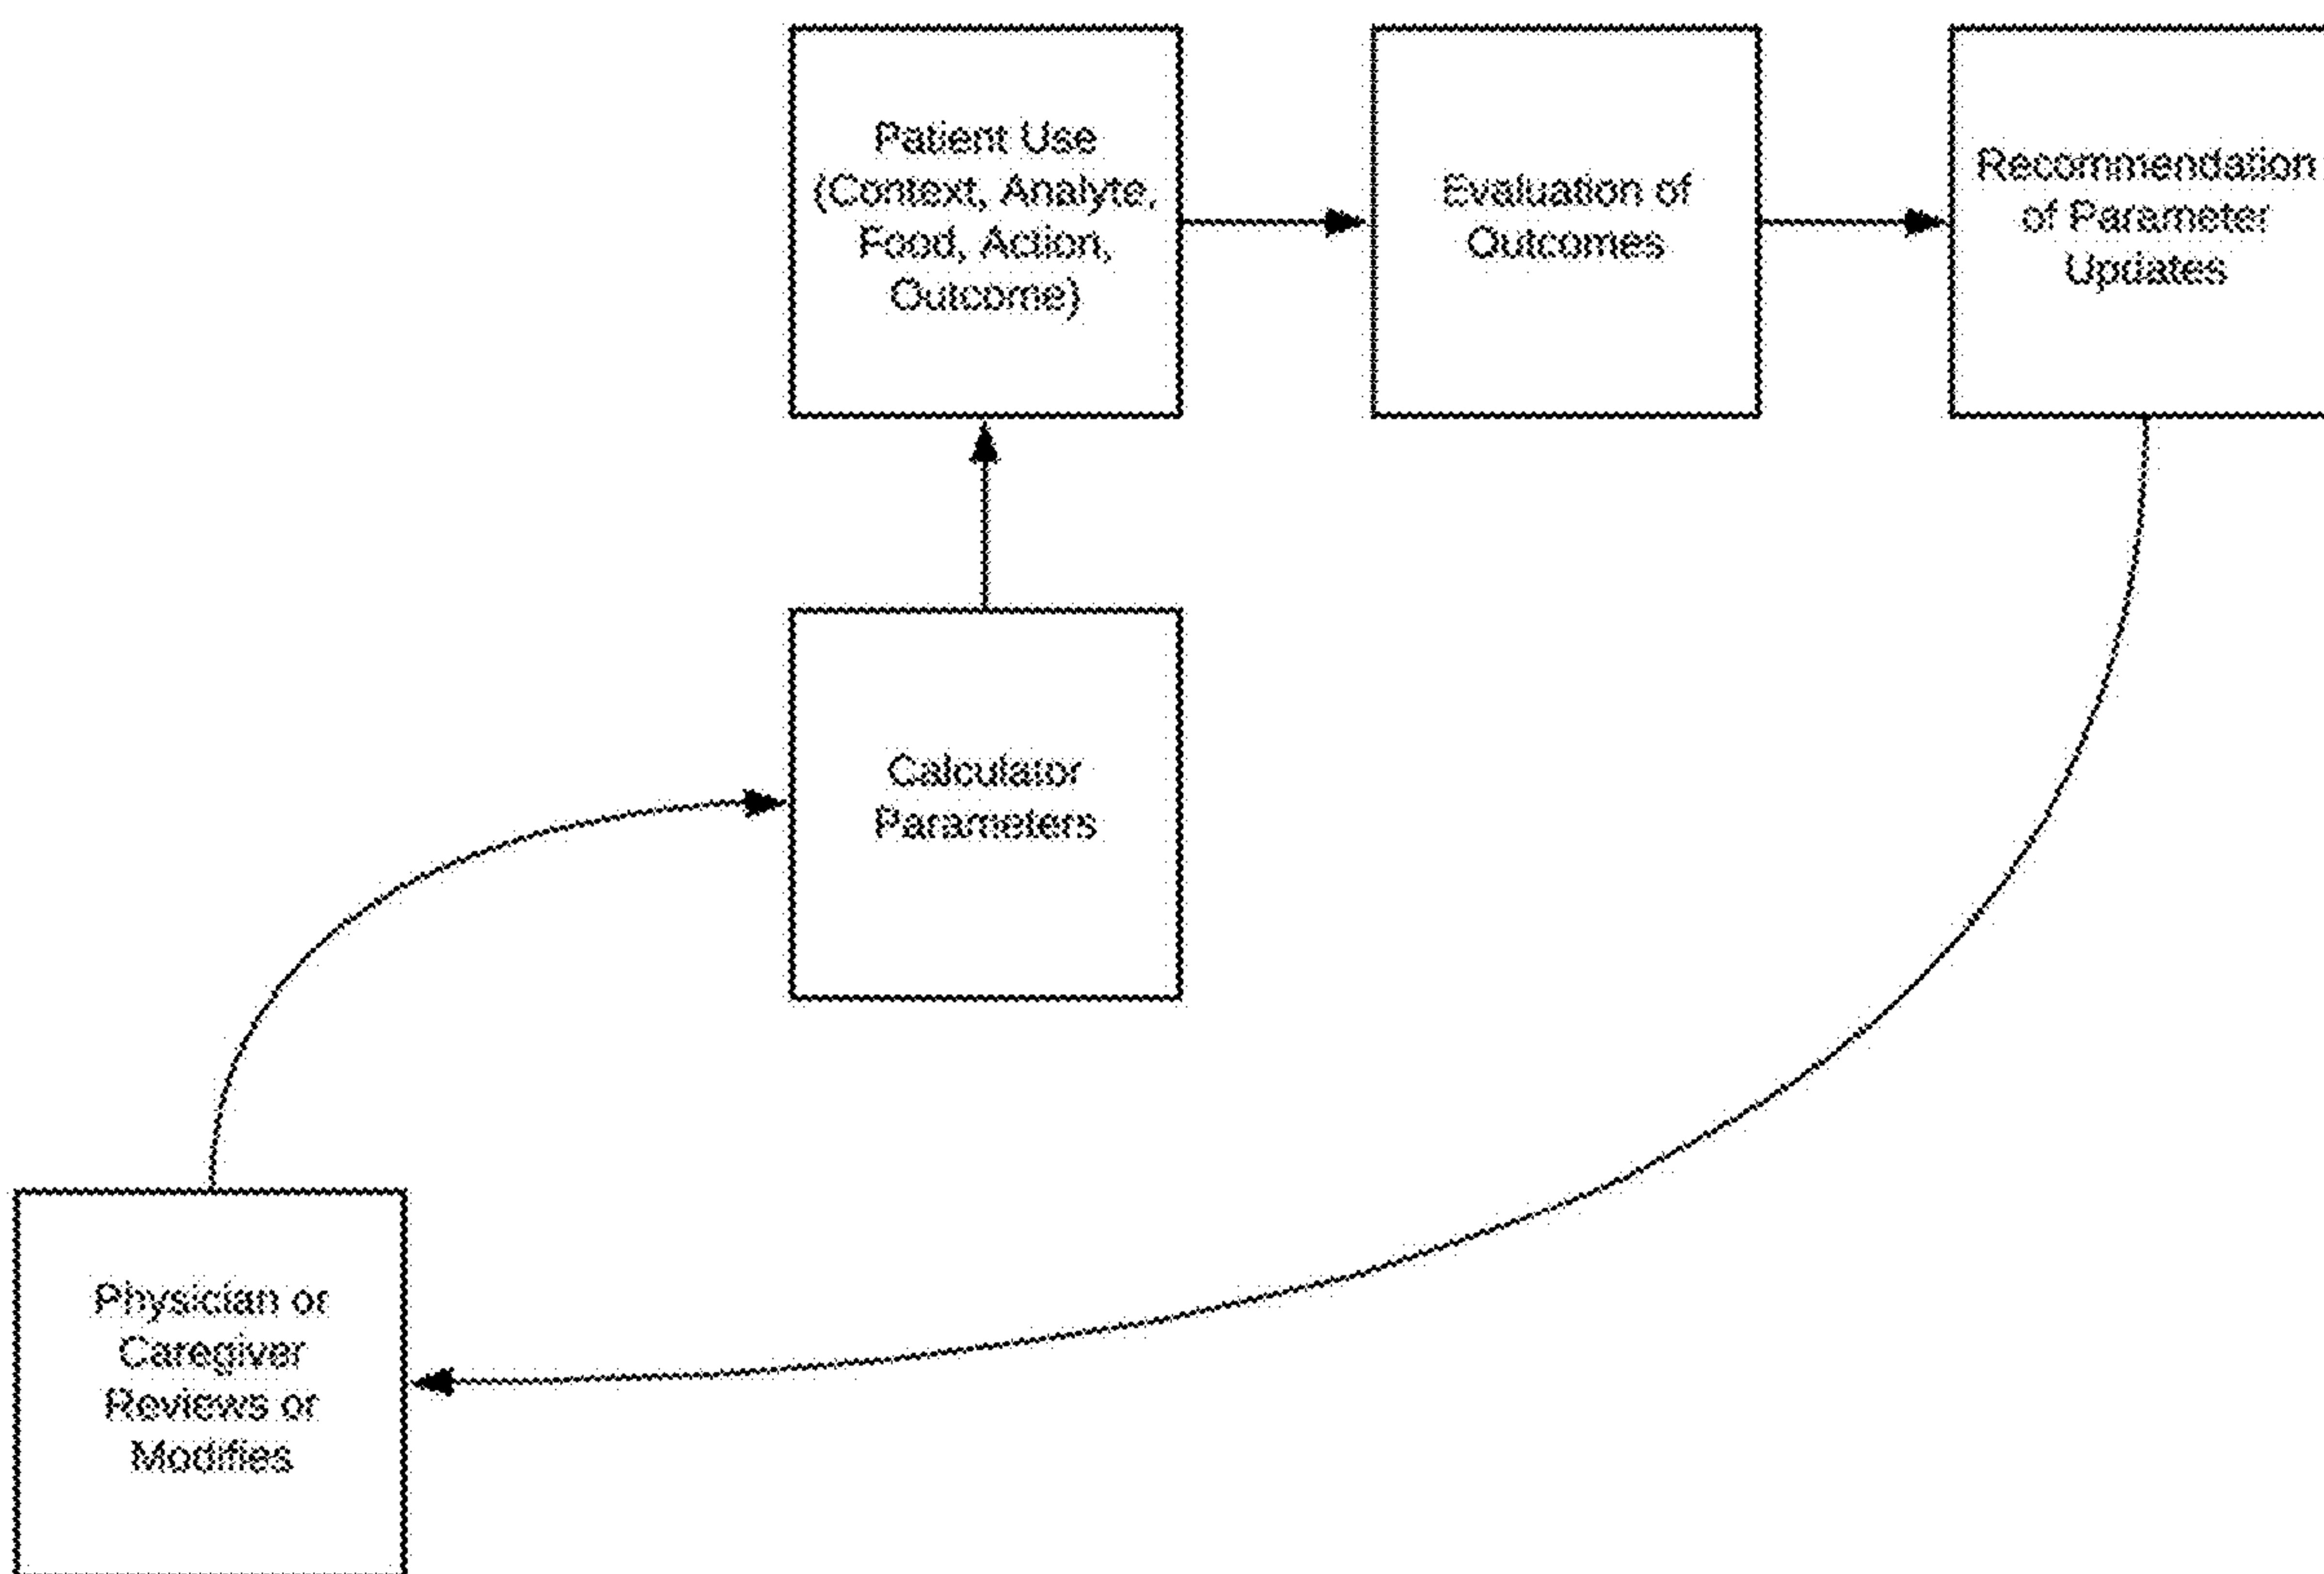 Patient Use
(Context, Analyte,
Food, Action,
Outcome)
Evaluation of
Outcomes
Recommendation
of Parameter
Updates
Calculator
Parameters
Physician or
Caregiver
Reviews or
Modifies